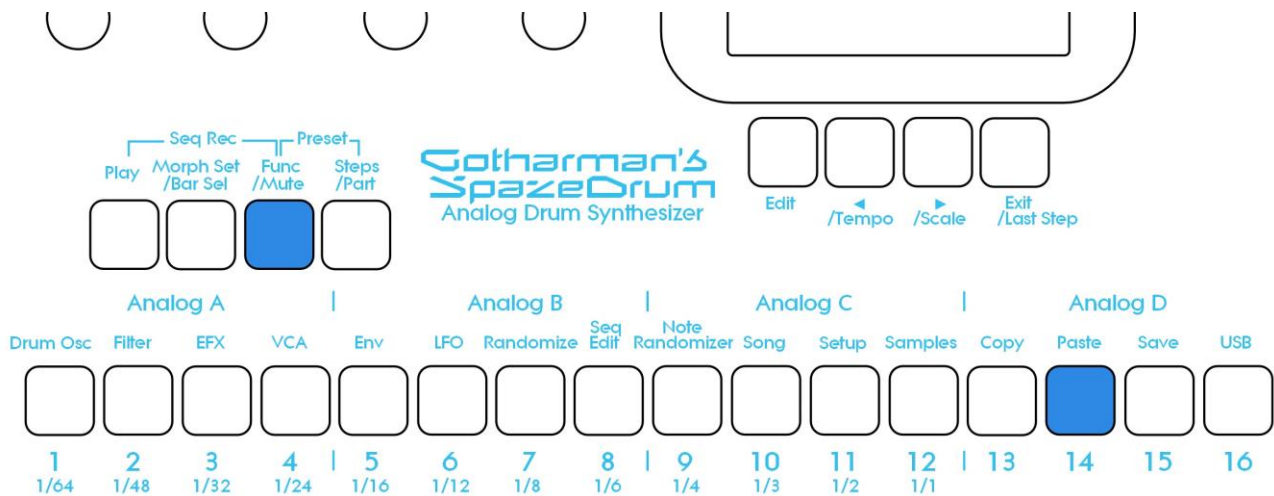 Seq Rec Preset
Play Morph Set /Bar Sel Func /Mute Steps /Part
Gotharman's
SpazeDrum
Analog Drum Synthesizer
Edit ◄ /Tempo ► /Scale Exit /Last Step
Analog A | Analog B | Analog C | Analog D
Drum Osc Filter EFX VCA Env LFO Randomize Seq Edit Note Randomizer Song Setup Samples Copy Paste Save USB
1 2 3 4 | 5 6 7 8 | 9 10 11 12 | 13 14 15 16
1/64 1/48 1/32 1/24 1/16 1/12 1/8 1/6 1/4 1/3 1/2 1/1